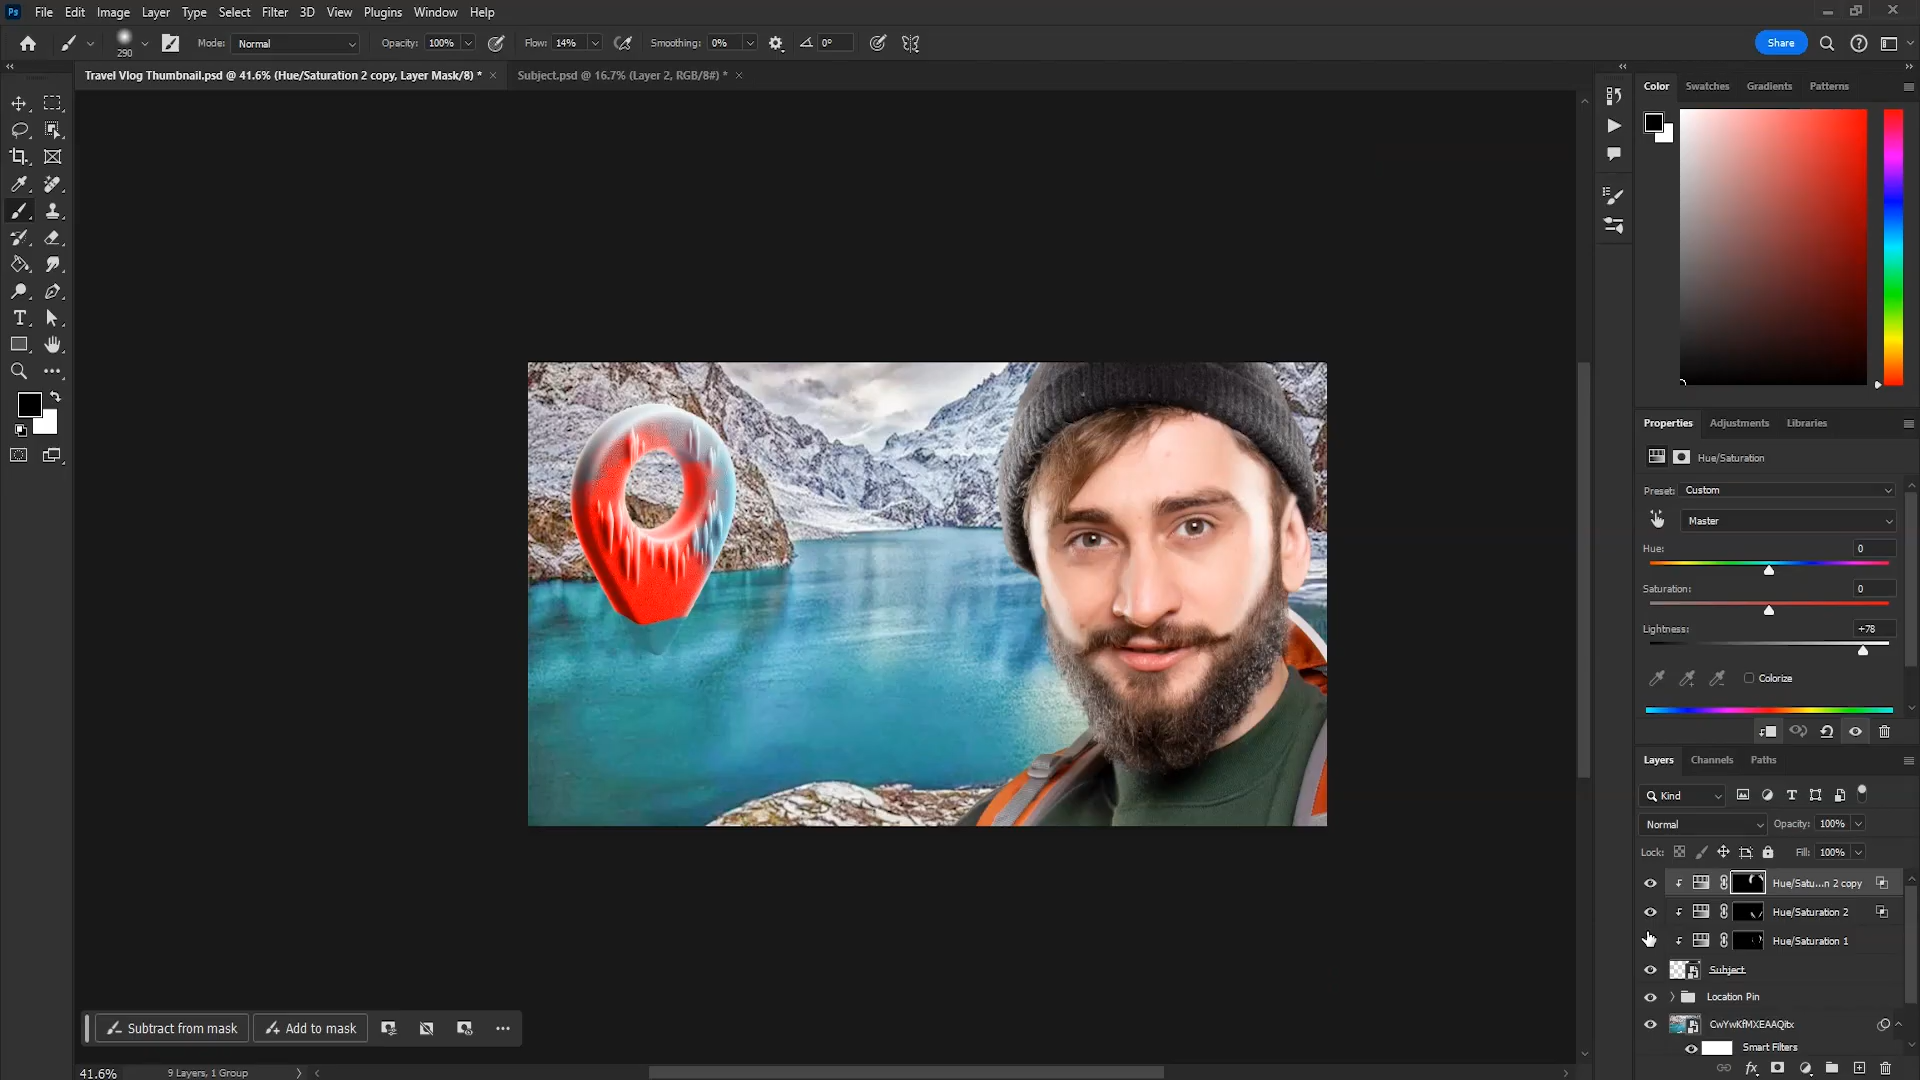 Ps File Edit Image Layer Type Select Filter 3D View Plugins Window Help
290 Mode: Normal Opacity: 100% Flow: 14% Smoothing: 0% 0° Share
Travel Vlog Thumbnail.psd @ 41.6% (Hue/Saturation 2 copy, Layer Mask/8) * Subject.psd @ 16.7% (Layer 2, RGB/8#) *
Color Swatches Gradients Patterns
Properties Adjustments Libraries
Hue/Saturation
Preset: Custom
Master
Hue: 0
Saturation: 0
Lightness: +78
Colorize
Layers Channels Paths
Kind
Normal Opacity: 100%
Lock: Fill: 100%
Hue/Satu...n 2 copy
Hue/Saturation 2
Hue/Saturation 1
Subject
Location Pin
CwYwKfMXEAAQitx
Smart Filters
Subtract from mask Add to mask
41.6% 9 Layers, 1 Group